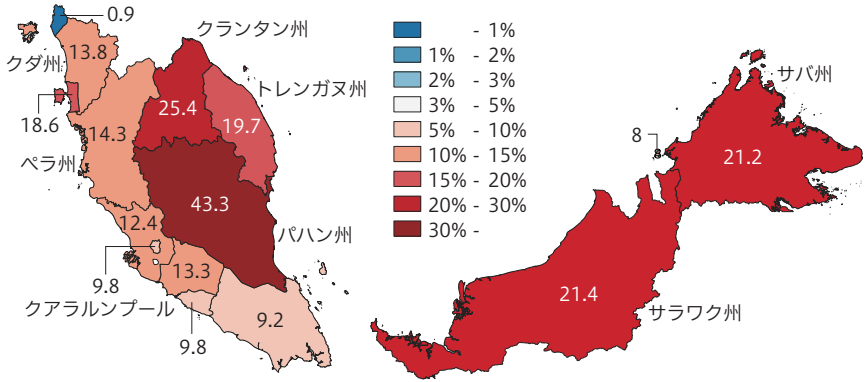 0.9
クランタン州
13.8
クダ州
トレンガヌ州
18.6
25.4
19.7
14.3
ペラ州
43.3
12.4
パハン州
9.8
13.3
クアラルンプール
9.8
9.2
- 1%
1% - 2%
2% - 3%
3% - 5%
5% - 10%
10% - 15%
15% - 20%
20% - 30%
30% -
サバ州
8
21.2
21.4
サラワク州